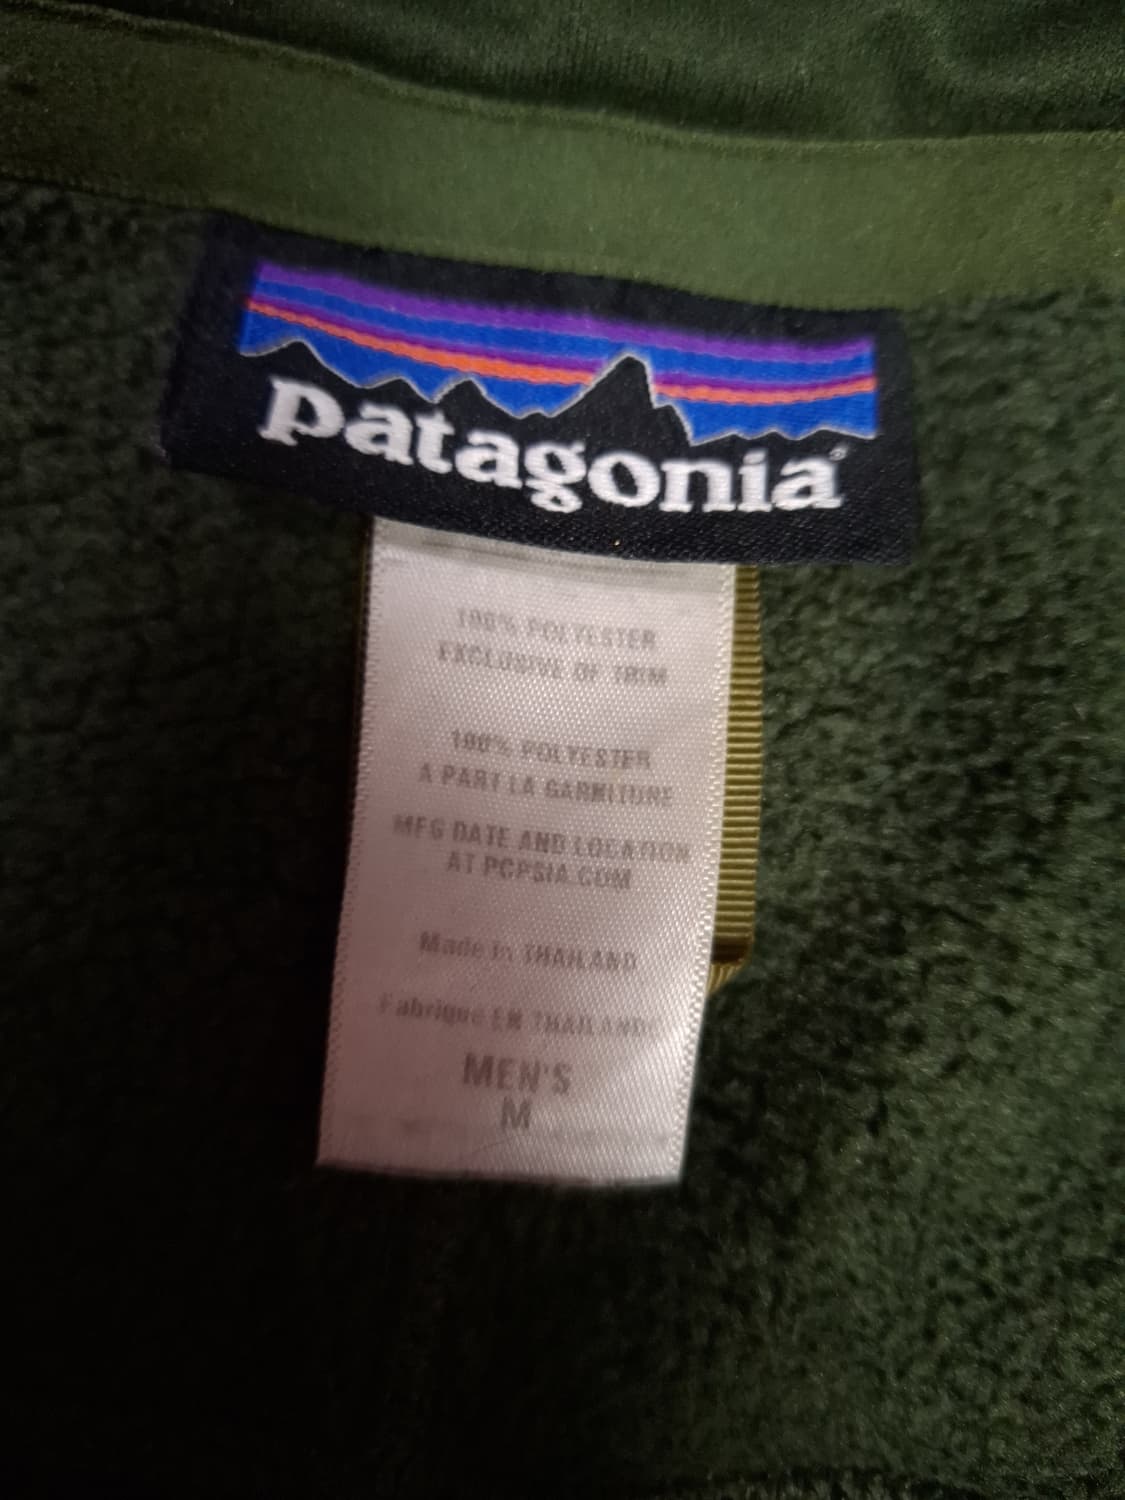 patagonia®
100% POLYESTER
EXCLUSIVE OF TRIM
100% POLYESTER
A PART LA GARNITURE
MFG DATE AND LOCATION
AT PCPSIA.COM
Made in THAILAND
Fabrique EN THAILANDE
MEN'S
M